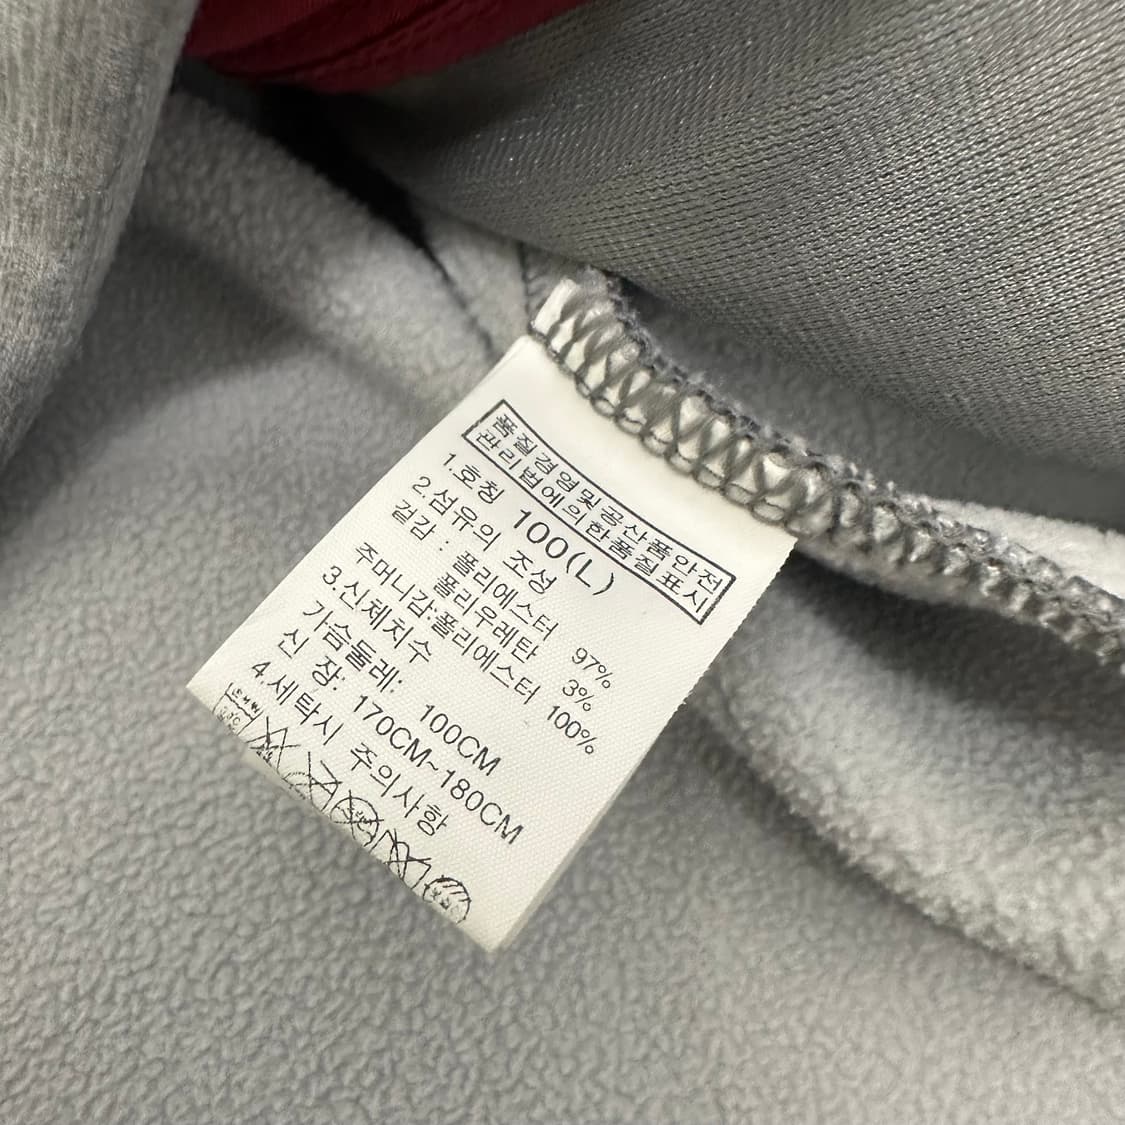 품질경영및공산품안전
관리법에의한품질표시
1.호칭 100(L)
2.섬유의 조성
겉감 : 폴리에스터 97%
폴리우레탄 3%
주머니감:폴리에스터 100%
3.신체치수
가슴둘레: 100CM
신 장: 170CM~180CM
4.세탁시 주의사항